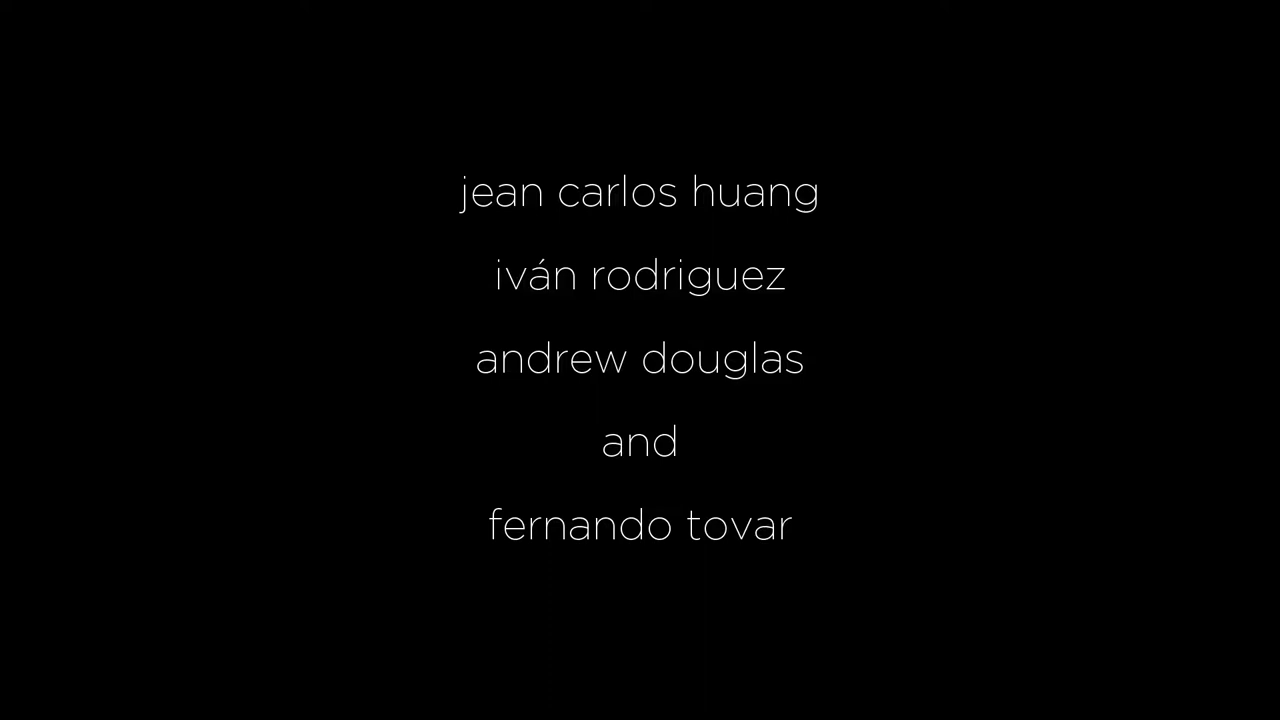 jean carlos huang
iván rodriguez
andrew douglas
and
fernando tovar